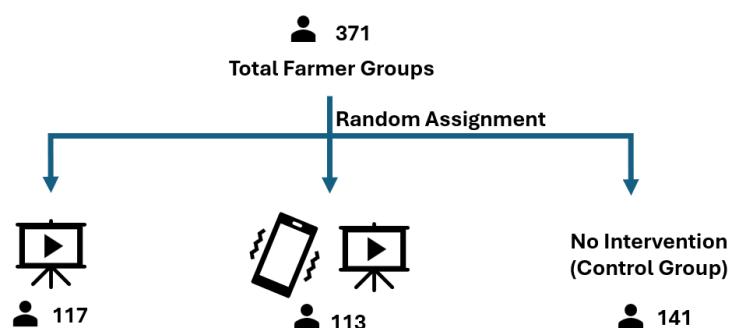 371
Total Farmer Groups
Random Assignment
No Intervention
(Control Group)
117
113
141